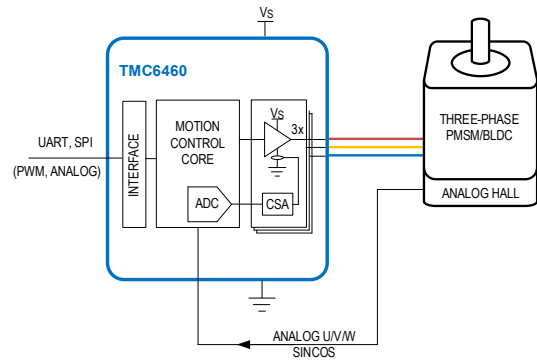 VS
TMC6460
UART, SPI
(PWM, ANALOG)
INTERFACE
MOTION
CONTROL
CORE
ADC
VS
3x
CSA
THREE-PHASE
PMSM/BLDC
ANALOG HALL
ANALOG U/V/W
SINCOS